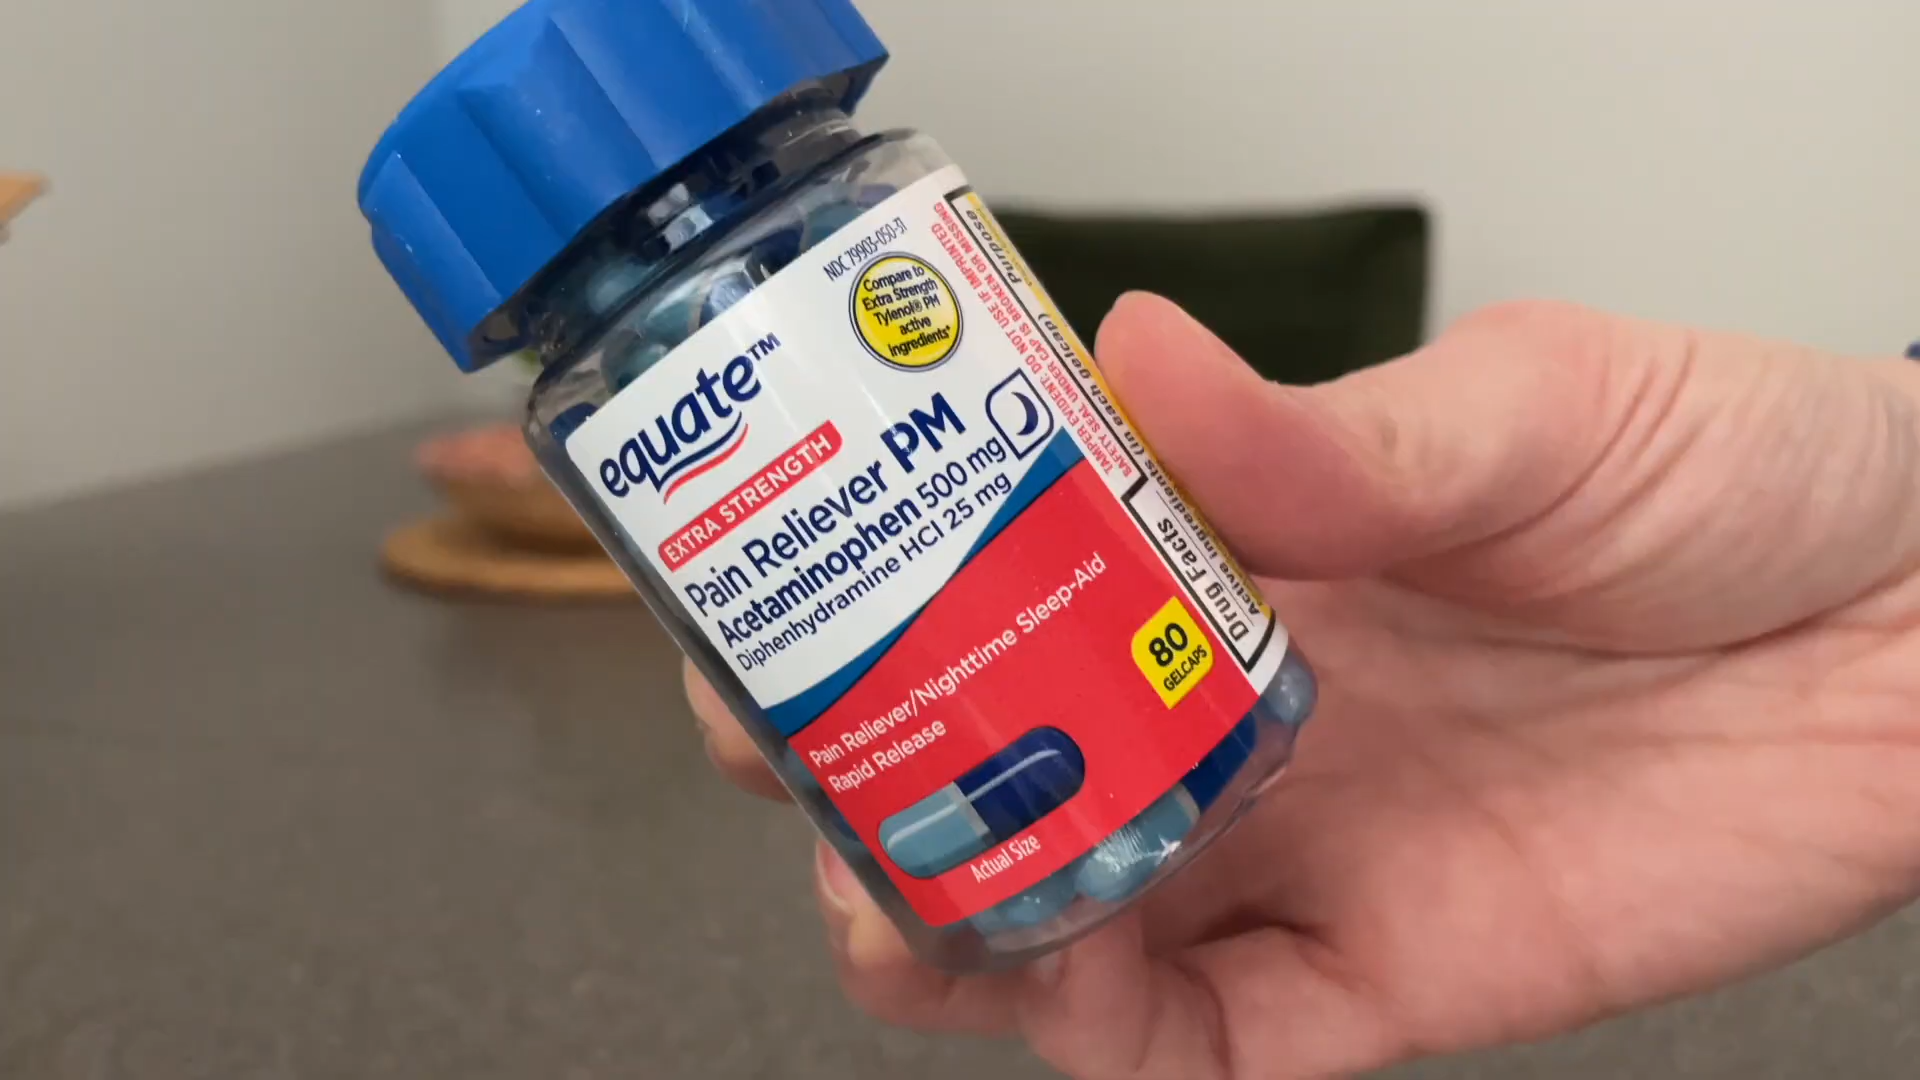 NDC 79903-050-31
Compare to
Extra Strength
Tylenol® PM
active
ingredients*
equate™
EXTRA STRENGTH
Pain Reliever PM
Acetaminophen 500 mg
Diphenhydramine HCl 25 mg
Pain Reliever/Nighttime Sleep-Aid
Rapid Release
80
GELCAPS
Actual Size
TAMPER EVIDENT: DO NOT USE IF IMPRINTED
SAFETY SEAL UNDER CAP IS BROKEN OR MISSING
Drug Facts
Active ingredients (in each gelcap)
Purpose